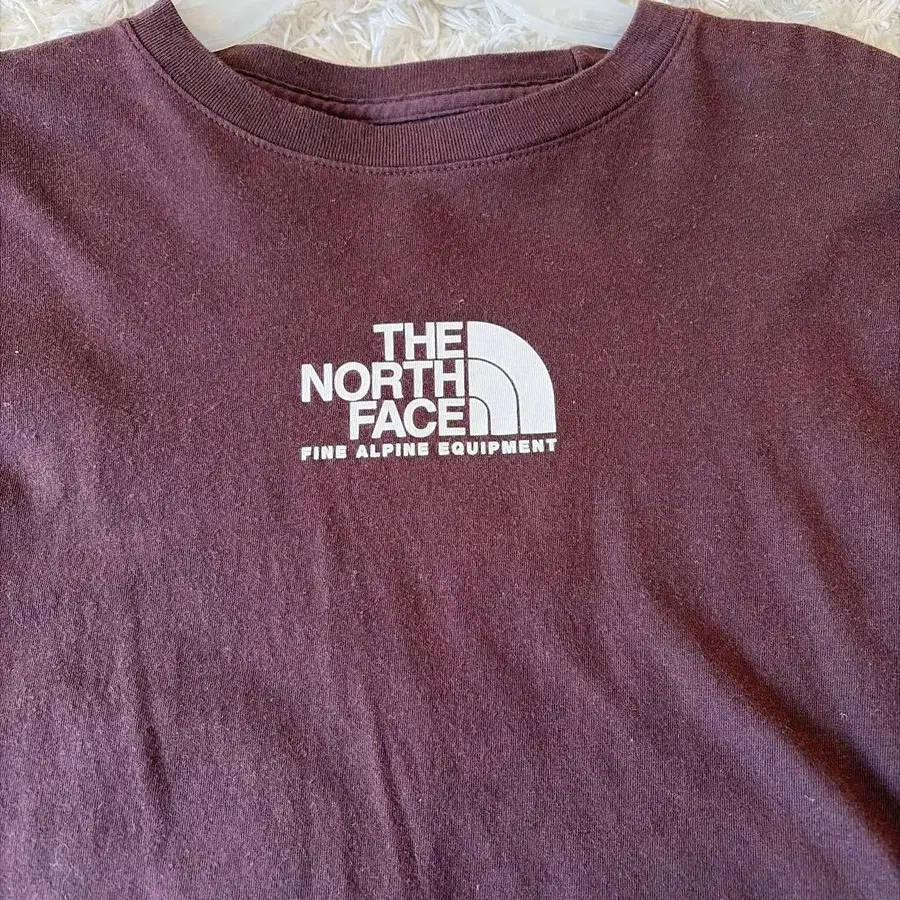 THE
NORTH
FACE
FINE ALPINE EQUIPMENT